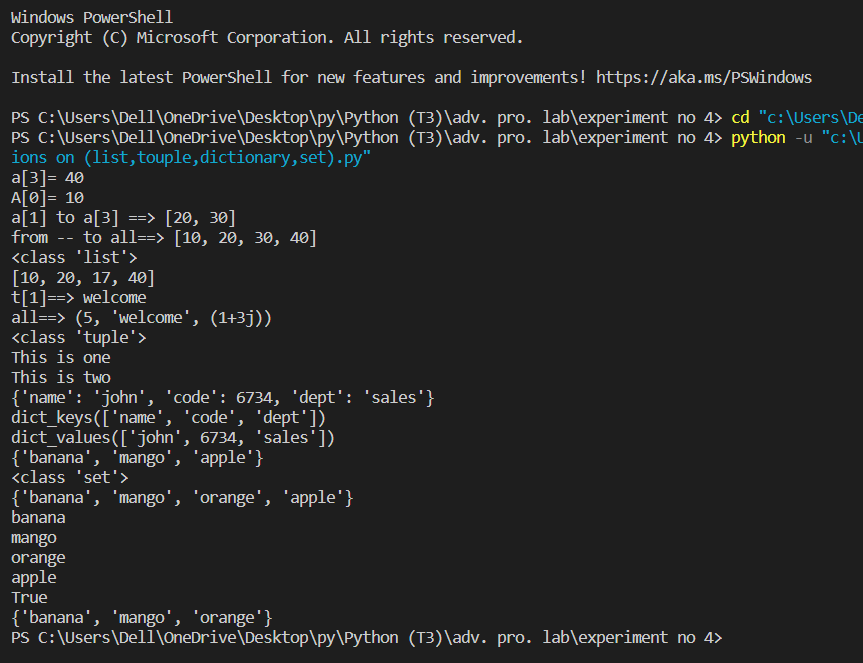 Windows PowerShell
Copyright (C) Microsoft Corporation. All rights reserved.
Install the latest PowerShell for new features and improvements! https://aka.ms/PSWindows
PS C:\Users\Dell\OneDrive\Desktop\py\Python (T3)\adv. pro. lab\experiment no 4> cd "c:\Users\De
PS C:\Users\Dell\OneDrive\Desktop\py\Python (T3)\adv. pro. lab\experiment no 4> python -u "c:\U
ions on (list,touple,dictionary,set).py"
a[3]= 40
A[0]= 10
a[1] to a[3] ==> [20, 30]
from -- to all==> [10, 20, 30, 40]
<class 'list'>
[10, 20, 17, 40]
t[1]==> welcome
all==> (5, 'welcome', (1+3j))
<class 'tuple'>
This is one
This is two
{'name': 'john', 'code': 6734, 'dept': 'sales'}
dict_keys(['name', 'code', 'dept'])
dict_values(['john', 6734, 'sales'])
{'banana', 'mango', 'apple'}
<class 'set'>
{'banana', 'mango', 'orange', 'apple'}
banana
mango
orange
apple
True
{'banana', 'mango', 'orange'}
PS C:\Users\Dell\OneDrive\Desktop\py\Python (T3)\adv. pro. lab\experiment no 4>